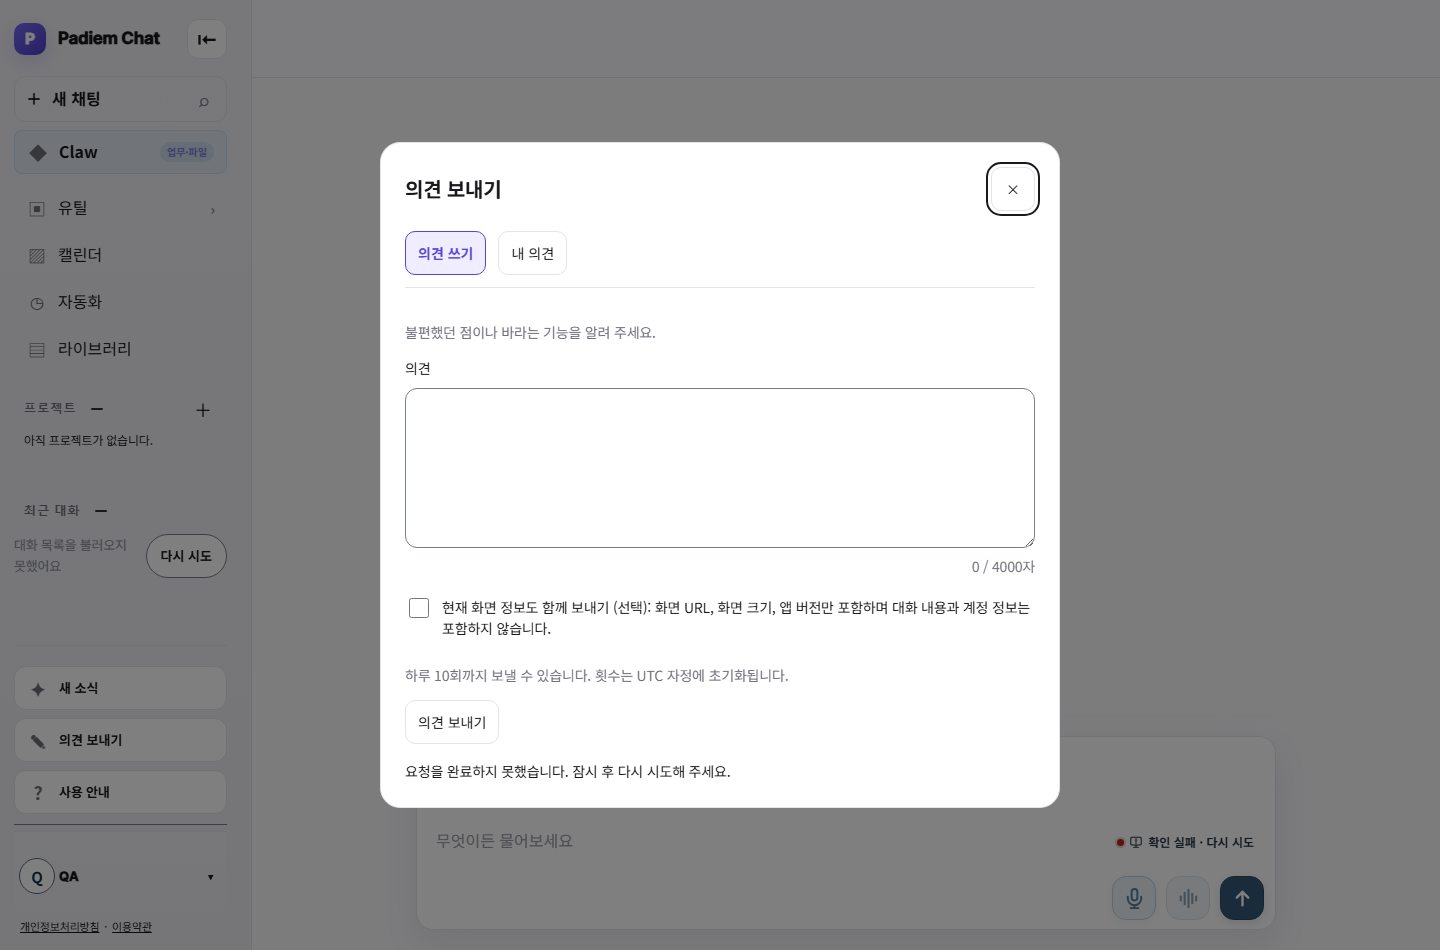 P
Padiem Chat
새 채팅
Claw
업무·파일
유틸
캘린더
자동화
라이브러리
프로젝트
아직 프로젝트가 없습니다.
최근 대화
대화 목록을 불러오지
못했어요
다시 시도
새 소식
의견 보내기
? 사용 안내
Q
QA
개인정보처리방침 · 이용약관
의견 보내기
×
의견 쓰기
내 의견
불편했던 점이나 바라는 기능을 알려 주세요.
의견
0 / 4000자
현재 화면 정보도 함께 보내기 (선택): 화면 URL, 화면 크기, 앱 버전만 포함하며 대화 내용과 계정 정보는
포함하지 않습니다.
하루 10회까지 보낼 수 있습니다. 횟수는 UTC 자정에 초기화됩니다.
의견 보내기
요청을 완료하지 못했습니다. 잠시 후 다시 시도해 주세요.
무엇이든 물어보세요
확인 실패 · 다시 시도